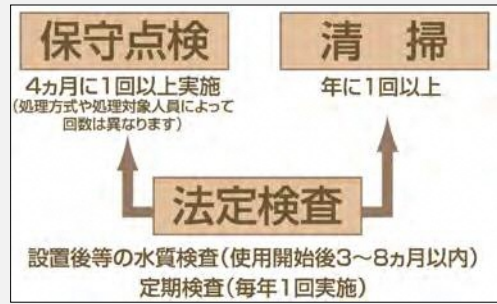 保守点検
4ヵ月に1回以上実施
（処理方式や処理対象人員によって
回数は異なります）
清　掃
年に1回以上
法定検査
設置後等の水質検査（使用開始後3〜8ヵ月以内）
定期検査（毎年1回実施）